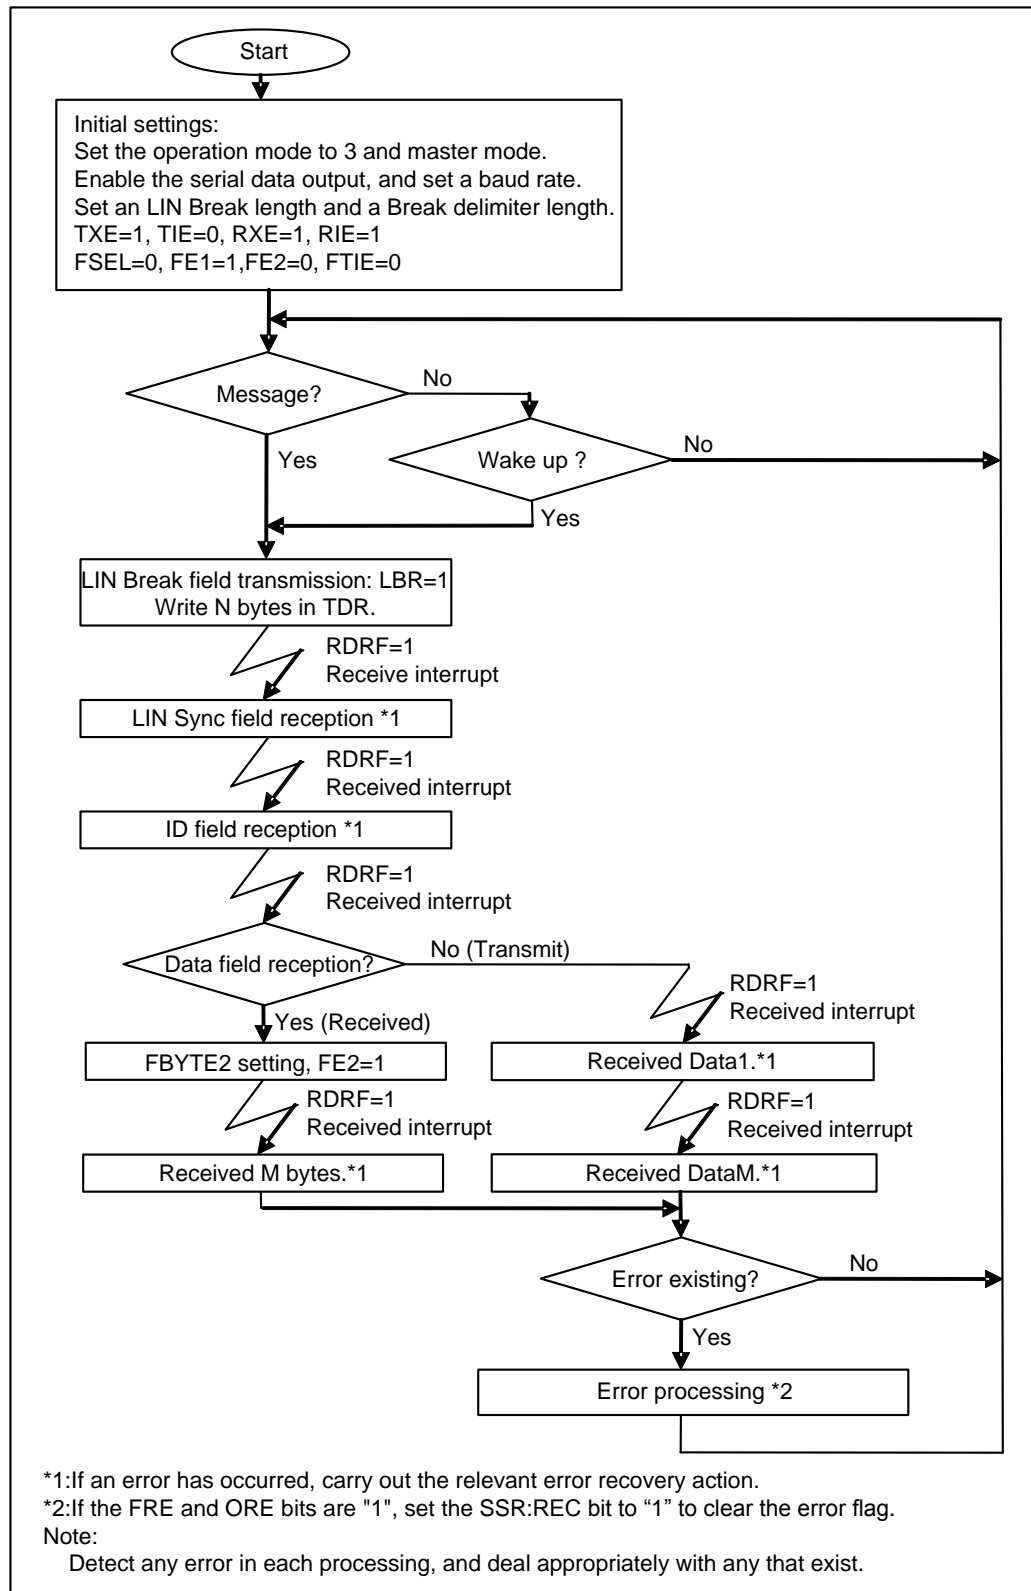 Start
Initial settings:
Set the operation mode to 3 and master mode.
Enable the serial data output, and set a baud rate.
Set an LIN Break length and a Break delimiter length.
TXE=1, TIE=0, RXE=1, RIE=1
FSEL=0, FE1=1,FE2=0, FTIE=0
Message?
No
Yes
Wake up ?
No
Yes
LIN Break field transmission: LBR=1
Write N bytes in TDR.
RDRF=1
Receive interrupt
LIN Sync field reception *1
RDRF=1
Received interrupt
ID field reception *1
RDRF=1
Received interrupt
Data field reception?
No (Transmit)
Yes (Received)
RDRF=1
Received interrupt
FBYTE2 setting, FE2=1
Received Data1.*1
RDRF=1
Received interrupt
RDRF=1
Received interrupt
Received M bytes.*1
Received DataM.*1
Error existing?
No
Yes
Error processing *2
*1:If an error has occurred, carry out the relevant error recovery action.
*2:If the FRE and ORE bits are "1", set the SSR:REC bit to “1” to clear the error flag.
Note:
Detect any error in each processing, and deal appropriately with any that exist.